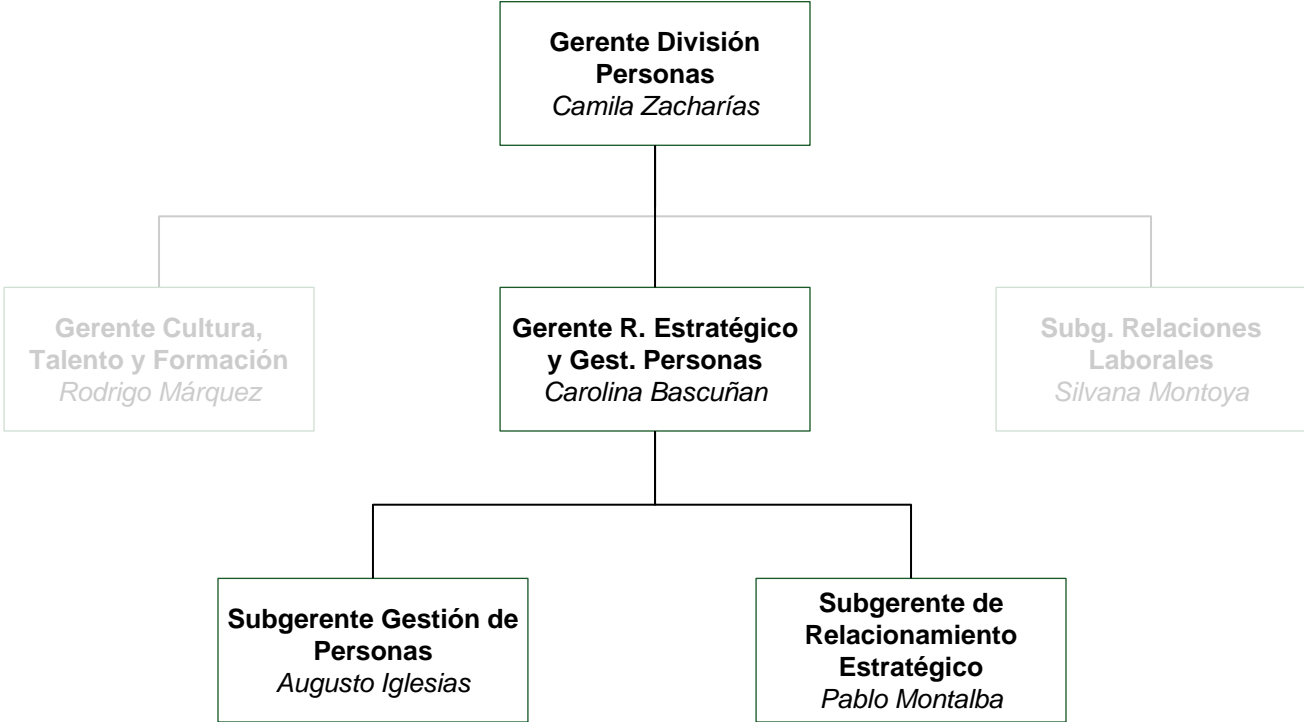 Gerente División
Personas
Camila Zacharías
Gerente Cultura,
Talento y Formación
Rodrigo Márquez
Gerente R. Estratégico
y Gest. Personas
Carolina Bascuñan
Subg. Relaciones
Laborales
Silvana Montoya
Subgerente Gestión de
Personas
Augusto Iglesias
Subgerente de
Relacionamiento
Estratégico
Pablo Montalba